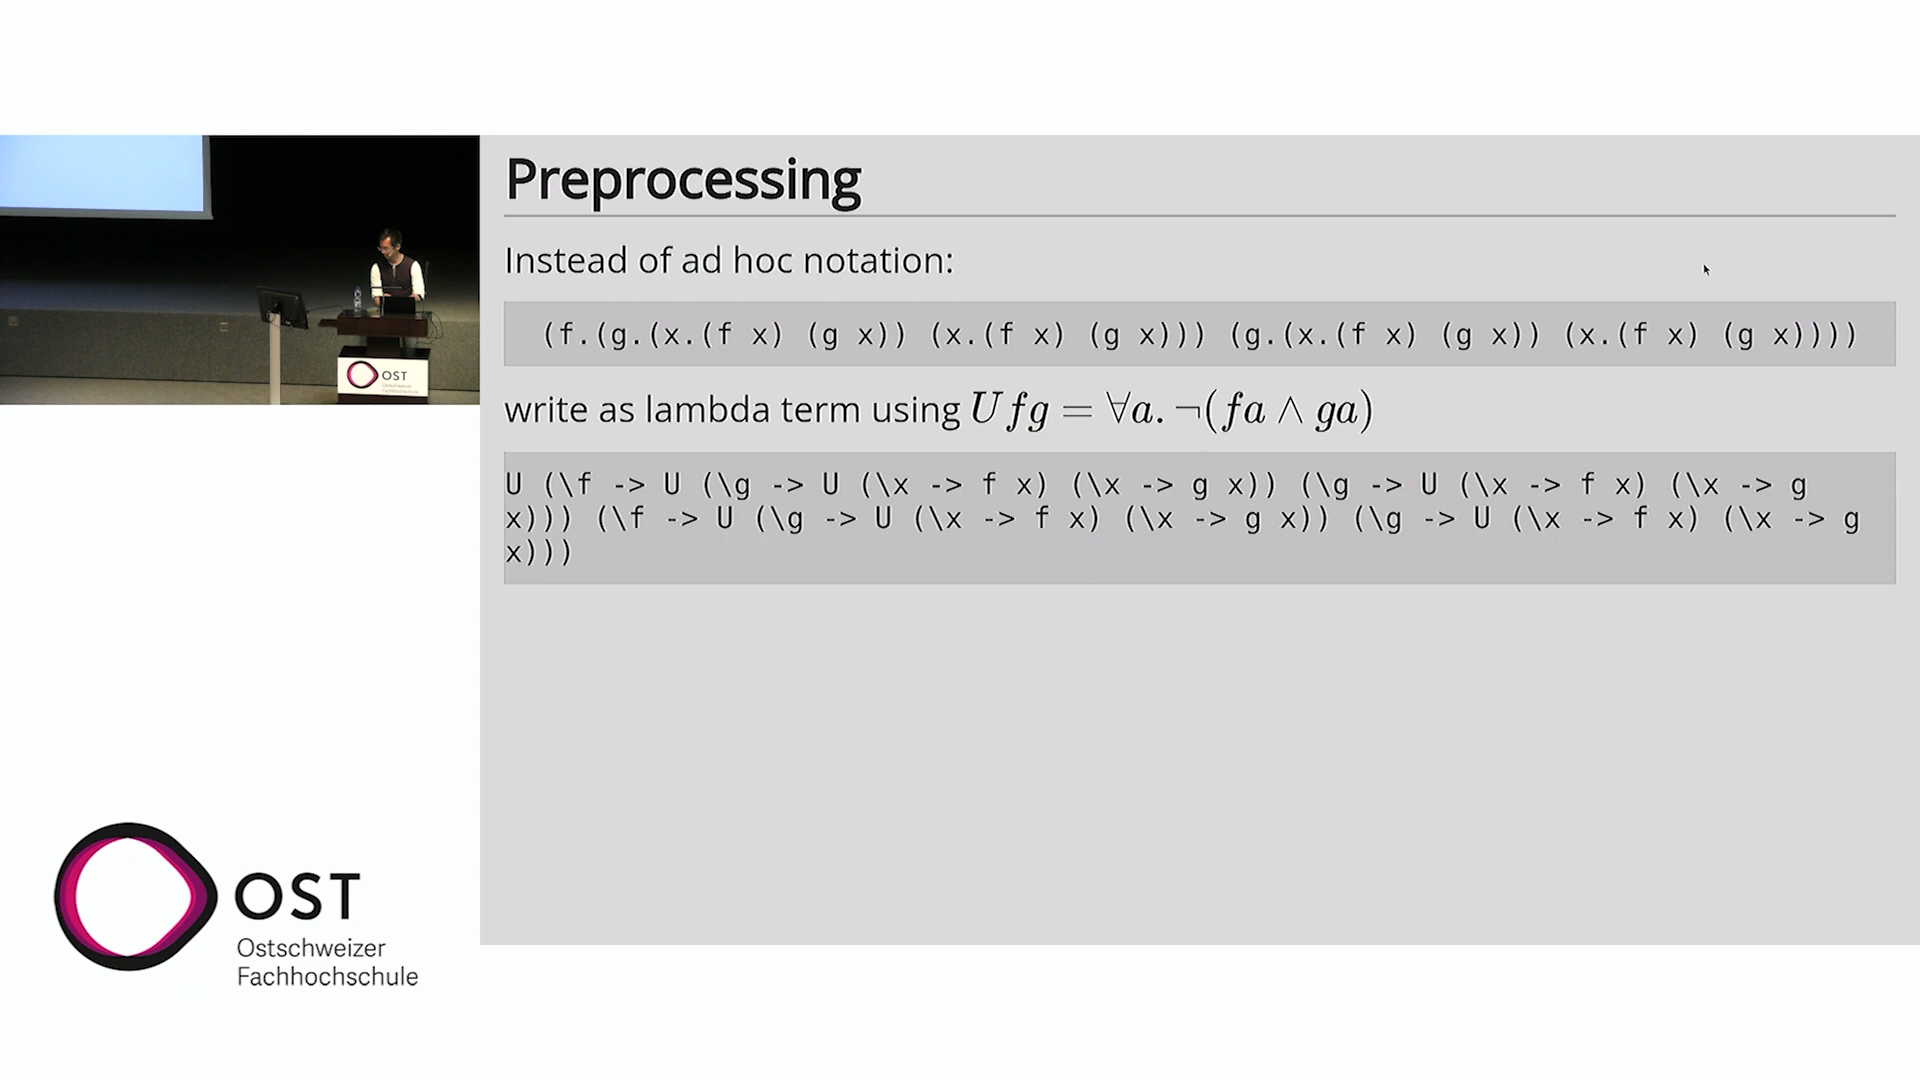 Preprocessing
Instead of ad hoc notation:
(f.(g.(x.(f x) (g x)) (x.(f x) (g x))) (g.(x.(f x) (g x)) (x.(f x) (g x))))
write as lambda term using Ufg = ∀a. ¬(fa ∧ ga)
U (\f -> U (\g -> U (\x -> f x) (\x -> g x)) (\g -> U (\x -> f x) (\x -> g
x))) (\f -> U (\g -> U (\x -> f x) (\x -> g x)) (\g -> U (\x -> f x) (\x -> g
x)))
OST
OST
Ostschweizer
Fachhochschule